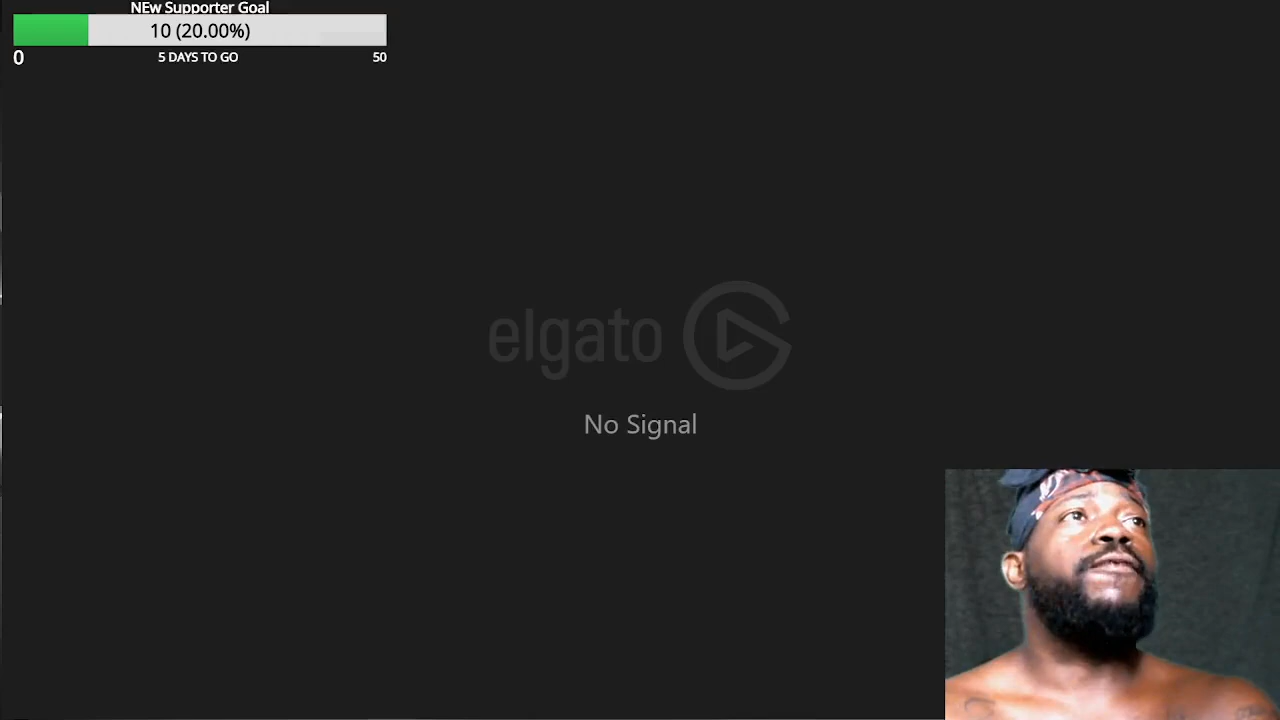 NEw Supporter Goal
10 (20.00%)
0 5 DAYS TO GO 50
elgato
No Signal